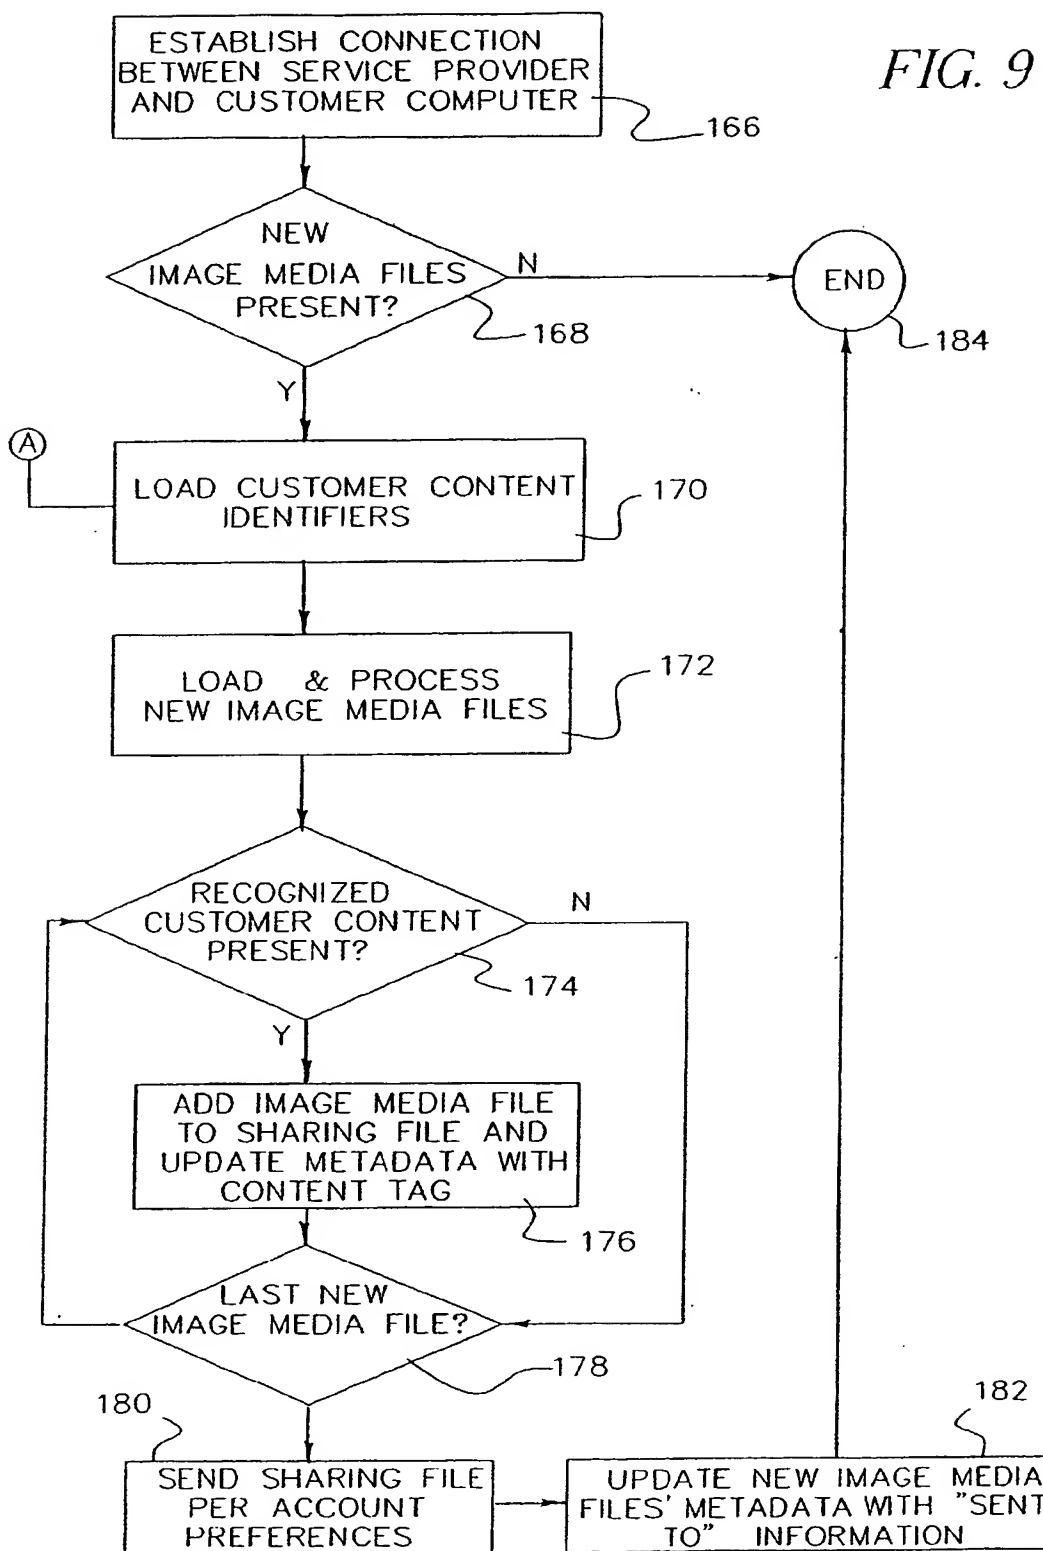 FIG. 9
ESTABLISH CONNECTION
BETWEEN SERVICE PROVIDER
AND CUSTOMER COMPUTER
166
NEW
IMAGE MEDIA FILES
PRESENT?
N
168
END
184
Y
A
LOAD CUSTOMER CONTENT
IDENTIFIERS
170
LOAD & PROCESS
NEW IMAGE MEDIA FILES
172
RECOGNIZED
CUSTOMER CONTENT
PRESENT?
N
174
Y
ADD IMAGE MEDIA FILE
TO SHARING FILE AND
UPDATE METADATA WITH
CONTENT TAG
176
LAST NEW
IMAGE MEDIA FILE?
178
180
SEND SHARING FILE
PER ACCOUNT
PREFERENCES
182
UPDATE NEW IMAGE MEDIA
FILES' METADATA WITH "SENT
TO" INFORMATION